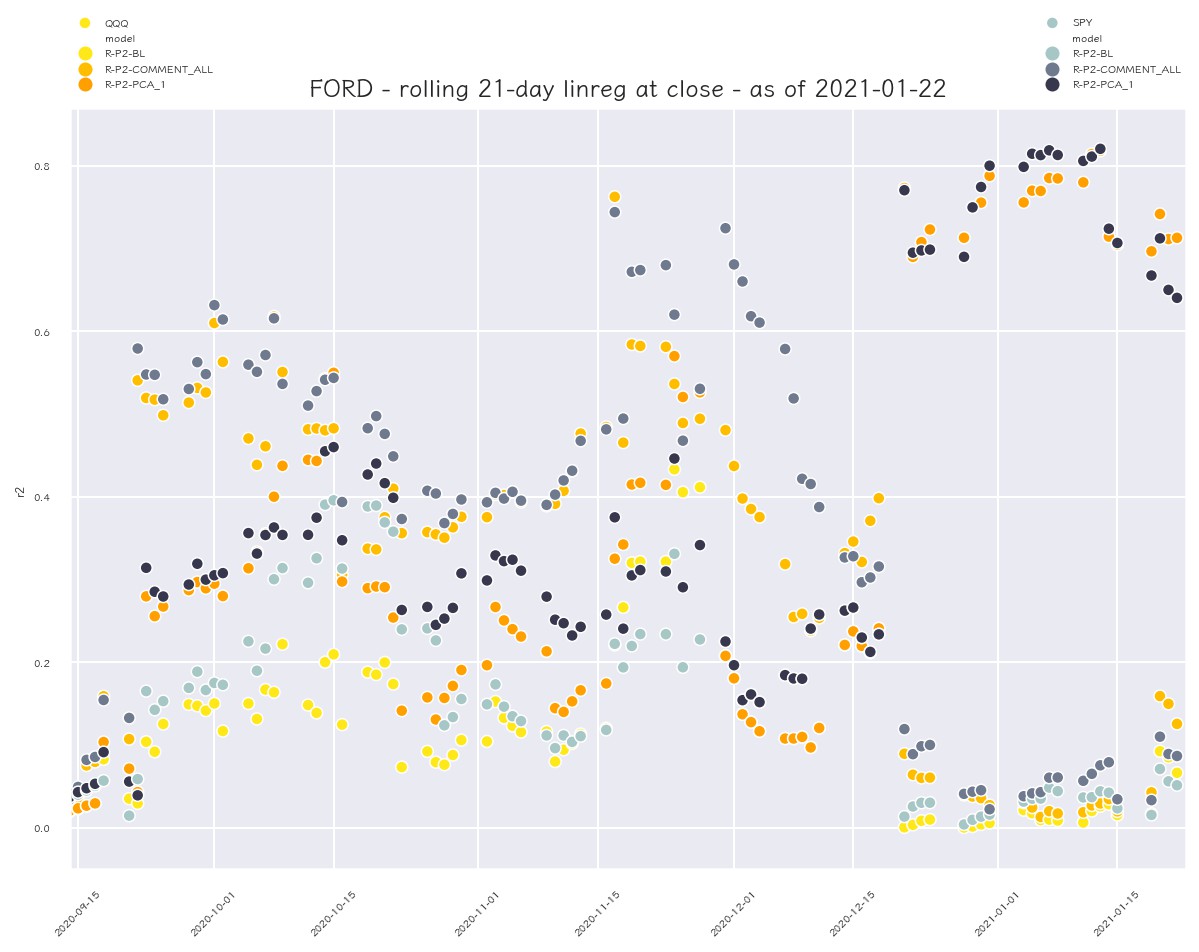 QQQ
model
R-P2-BL
R-P2-COMMENT_ALL
R-P2-PCA_1
SPY
model
R-P2-BL
R-P2-COMMENT_ALL
R-P2-PCA_1
FORD - rolling 21-day linreg at close - as of 2021-01-22
r2
0.8
0.6
0.4
0.2
0.0
2020-09-15
2020-10-01
2020-10-15
2020-11-01
2020-11-15
2020-12-01
2020-12-15
2021-01-01
2021-01-15